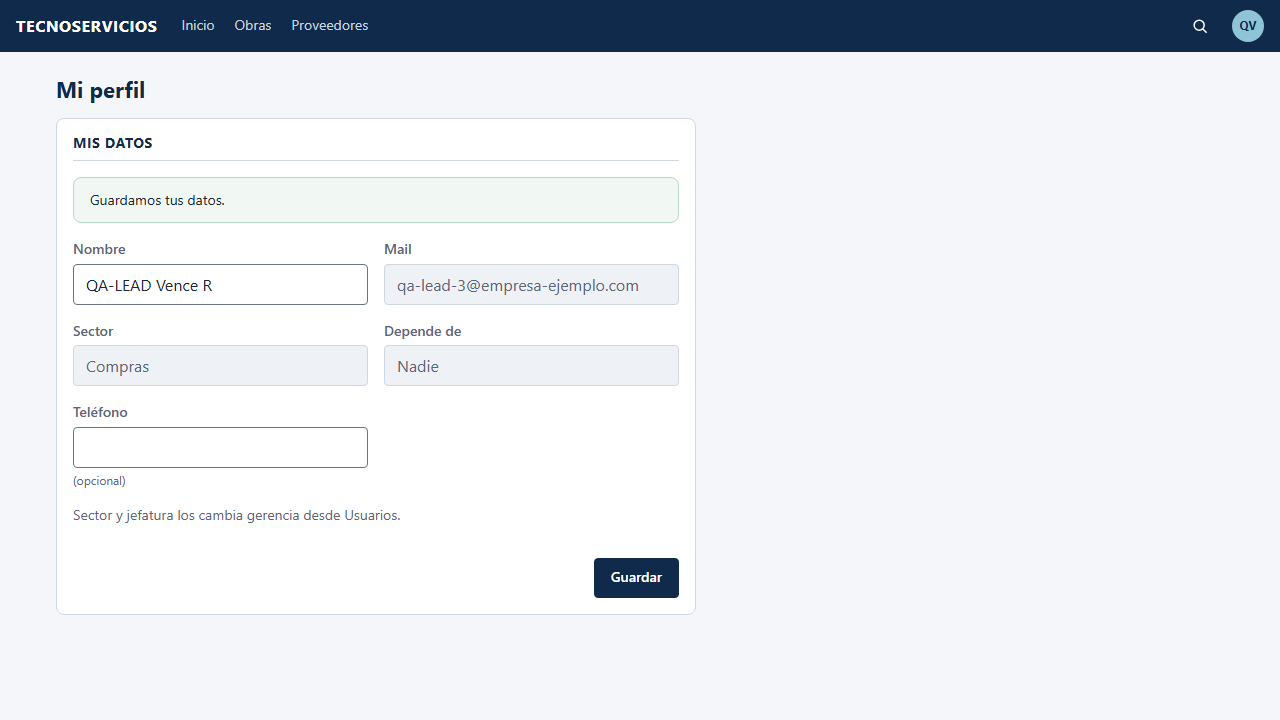 TECNOSERVICIOS Inicio Obras Proveedores QV
Mi perfil
MIS DATOS
Guardamos tus datos.
Nombre Mail
QA-LEAD Vence R qa-lead-3@empresa-ejemplo.com
Sector Depende de
Compras Nadie
Teléfono
(opcional)
Sector y jefatura los cambia gerencia desde Usuarios.
Guardar